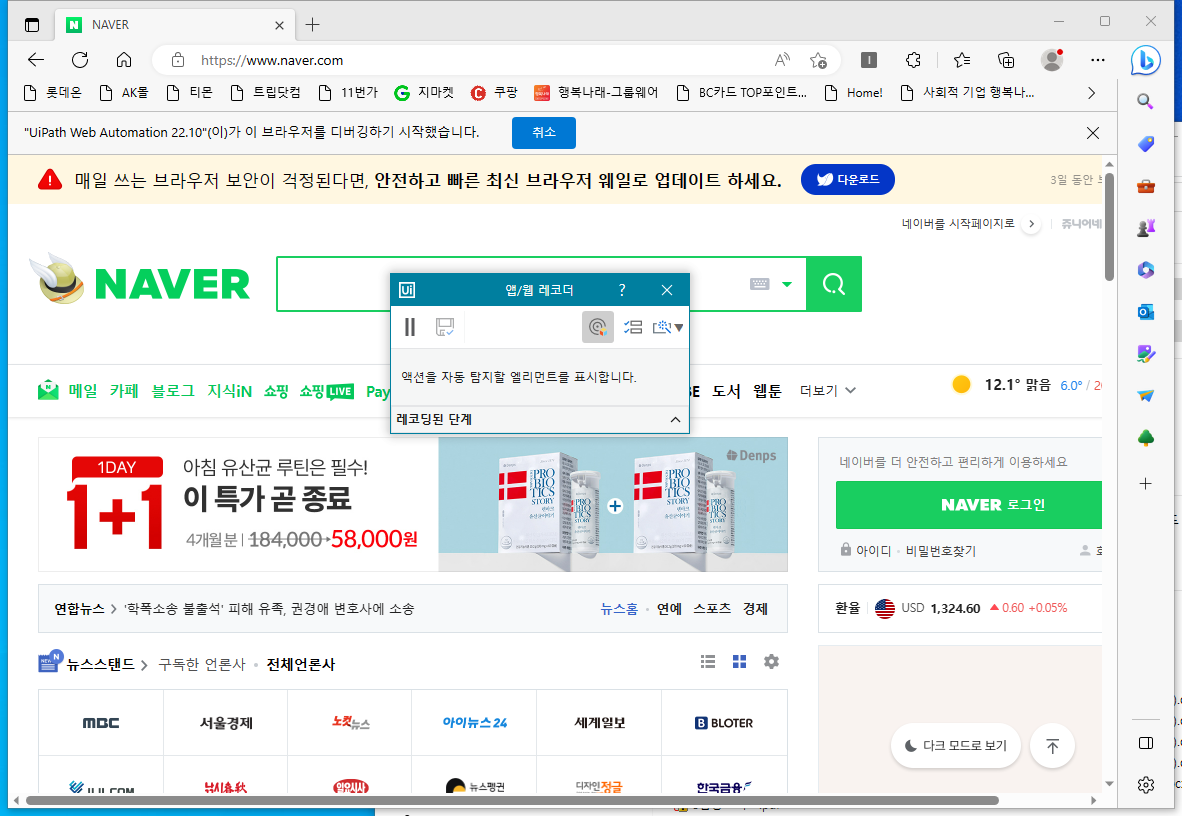 NAVER
https://www.naver.com
롯데온 AK몰 티몬 트립닷컴 11번가 지마켓 쿠팡 행복나래-그룹웨어 BC카드 TOP포인트... Home! 사회적 기업 행복나...
"UiPath Web Automation 22.10"(이)가 이 브라우저를 디버깅하기 시작했습니다. 취소
매일 쓰는 브라우저 보안이 걱정된다면, 안전하고 빠른 최신 브라우저 웨일로 업데이트 하세요. 다운로드 3일 동안
네이버를 시작페이지로 쥬니어네
NAVER
Ui 앱/웹 레코더 ?
액션을 자동 탐지할 엘리먼트를 표시합니다.
레코딩된 단계
메일 카페 블로그 지식iN 쇼핑 쇼핑LIVE Pay 도서 웹툰 더보기 12.1° 맑음 6.0° /
1DAY
1+1
아침 유산균 루틴은 필수!
이 특가 곧 종료
4개월분 | 184,000→58,000원
Denps
PRO
BIO
TICS
STORY
PRO
BIO
TICS
STORY
네이버를 더 안전하고 편리하게 이용하세요
NAVER 로그인
아이디 · 비밀번호찾기
연합뉴스 > '학폭소송 불출석' 피해 유족, 권경애 변호사에 소송 뉴스홈 · 연예 스포츠 경제
환율 USD 1,324.60 ▲ 0.60 +0.05%
뉴스스탠드 > 구독한 언론사 · 전체언론사
MBC 서울경제 노컷뉴스 아이뉴스24 세계일보 BLOTER
뉴스펭귄 디자인정글 한국금융
다크 모드로 보기